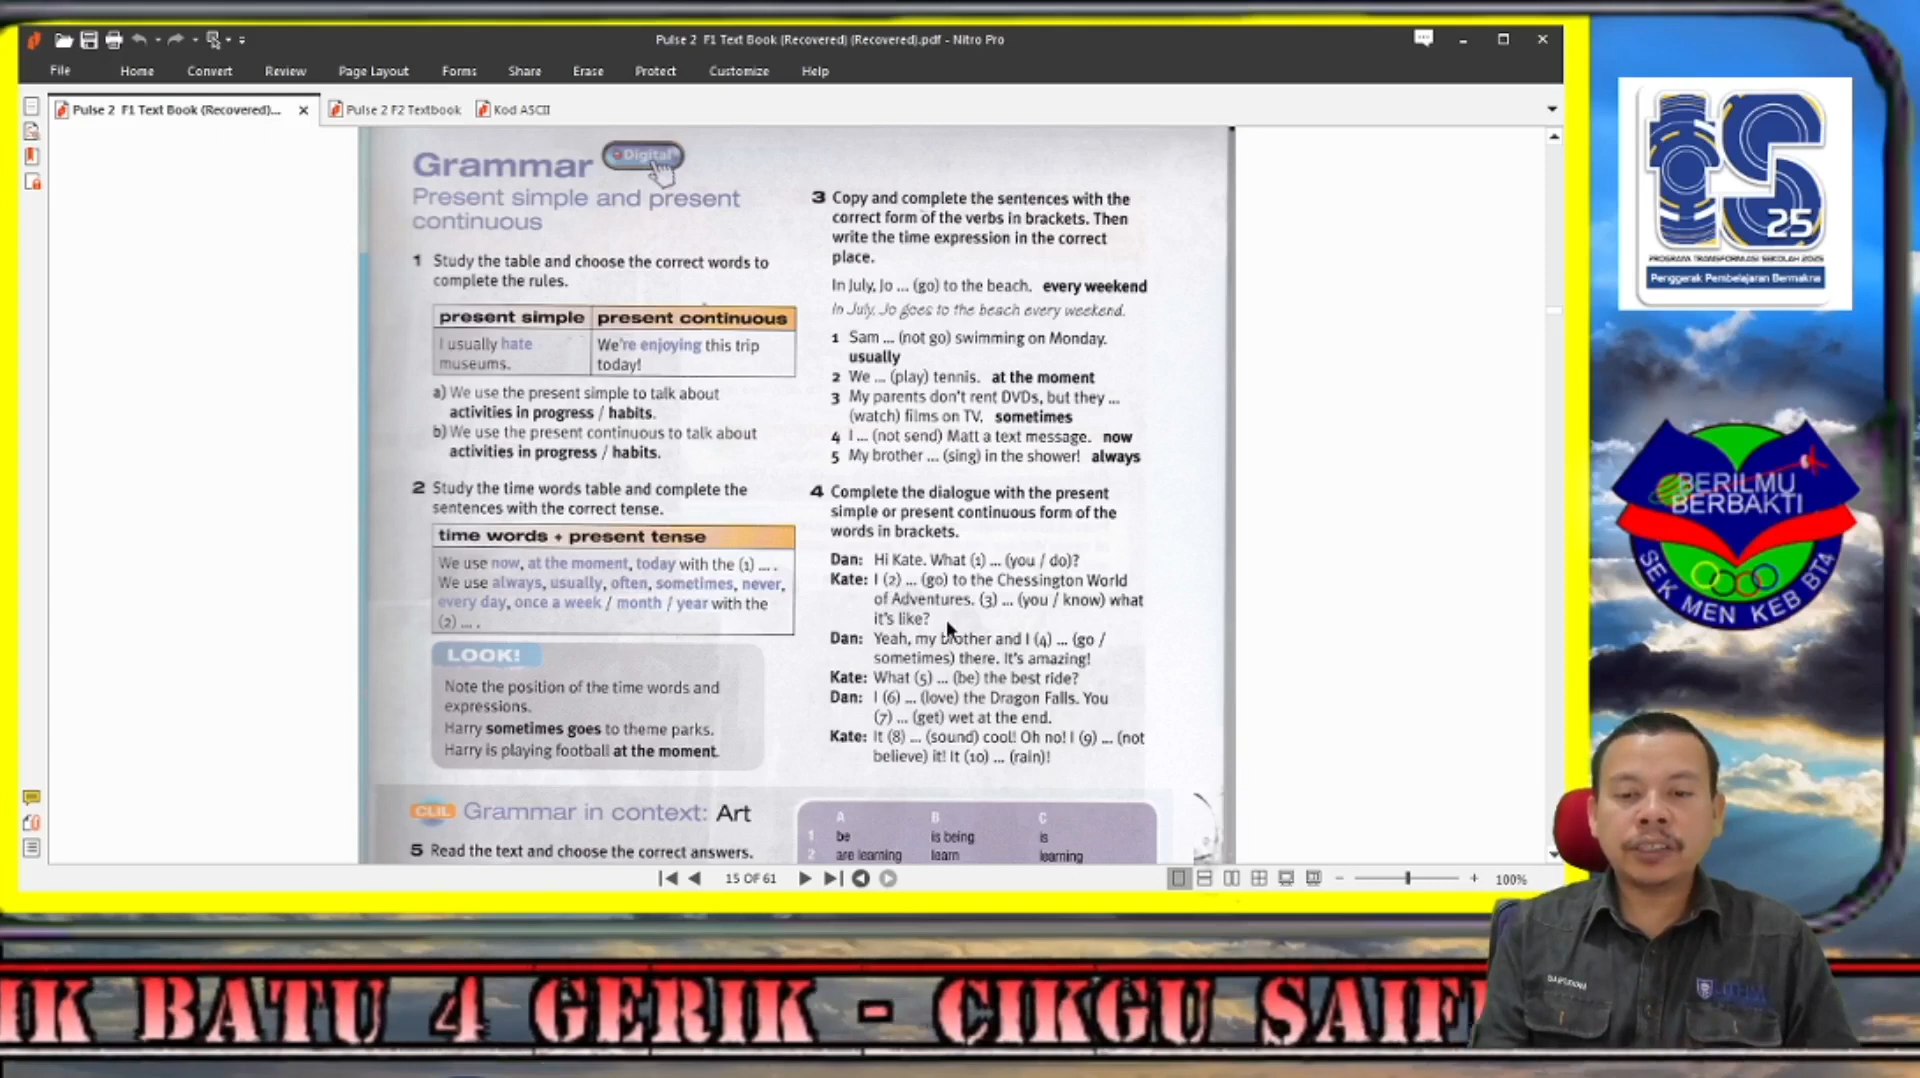 Pulse 2 F1 Text Book (Recovered) (Recovered).pdf - Nitro Pro
File Home Convert Review Page Layout Forms Share Erase Protect Customize Help
Pulse 2 F1 Text Book (Recovered)... Pulse 2 F2 Textbook Kod ASCII
Grammar
Digital
Present simple and present
continuous
1 Study the table and choose the correct words to
complete the rules.
present simple present continuous
I usually hate We're enjoying this trip
museums. today!
a) We use the present simple to talk about
activities in progress / habits.
b) We use the present continuous to talk about
activities in progress / habits.
2 Study the time words table and complete the
sentences with the correct tense.
time words + present tense
We use now, at the moment, today with the (1) ... .
We use always, usually, often, sometimes, never,
every day, once a week / month / year with the
(2) ... .
LOOK!
Note the position of the time words and
expressions.
Harry sometimes goes to theme parks.
Harry is playing football at the moment.
3 Copy and complete the sentences with the
correct form of the verbs in brackets. Then
write the time expression in the correct
place.
In July, Jo ... (go) to the beach. every weekend
In July, Jo goes to the beach every weekend.
1 Sam ... (not go) swimming on Monday.
usually
2 We ... (play) tennis. at the moment
3 My parents don't rent DVDs, but they ...
(watch) films on TV. sometimes
4 I ... (not send) Matt a text message. now
5 My brother ... (sing) in the shower! always
4 Complete the dialogue with the present
simple or present continuous form of the
words in brackets.
Dan: Hi Kate. What (1) ... (you / do)?
Kate: I (2) ... (go) to the Chessington World
of Adventures. (3) ... (you / know) what
it's like?
Dan: Yeah, my brother and I (4) ... (go /
sometimes) there. It's amazing!
Kate: What (5) ... (be) the best ride?
Dan: I (6) ... (love) the Dragon Falls. You
(7) ... (get) wet at the end.
Kate: It (8) ... (sound) cool! Oh no! I (9) ... (not
believe) it! It (10) ... (rain)!
CLIL Grammar in context: Art
5 Read the text and choose the correct answers.
A B C
1 be is being is
2 are learning learn learning
15 OF 61
100%
tS
25
PROGRAM TRANSFORMASI SEKOLAH 2025
Penggerak Pembelajaran Bermakna
BERILMU
BERBAKTI
SEK MEN KEB BT4
IK BATU 4 GERIK - CIKGU SAIF